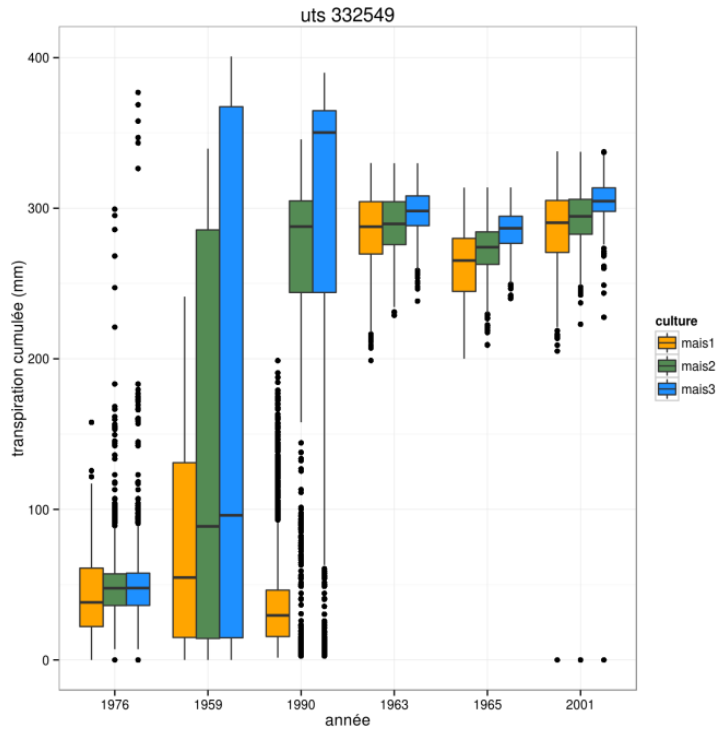 uts 332549
transpiration cumulée (mm)
400
300
200
100
0
1976 1959 1990 1963 1965 2001
année
culture
mais1
mais2
mais3